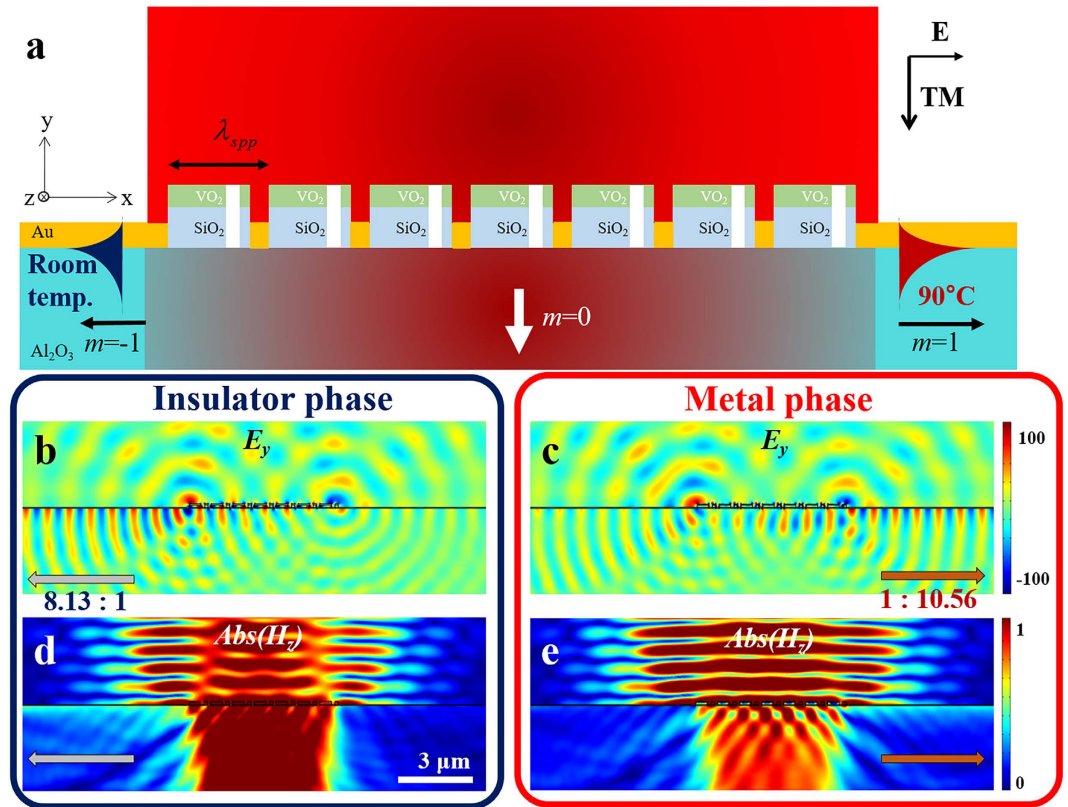 a
E
TM
y
z
x
λspp
VO₂ VO₂ VO₂ VO₂ VO₂ VO₂ VO₂
SiO₂ SiO₂ SiO₂ SiO₂ SiO₂ SiO₂ SiO₂
Au
Room
temp.
90°C
m=0
m=-1
m=1
Al₂O₃
Insulator phase
b
Ey
8.13 : 1
d
Abs(Hz)
3 μm
Metal phase
c
Ey
100
-100
1 : 10.56
e
Abs(Hz)
1
0